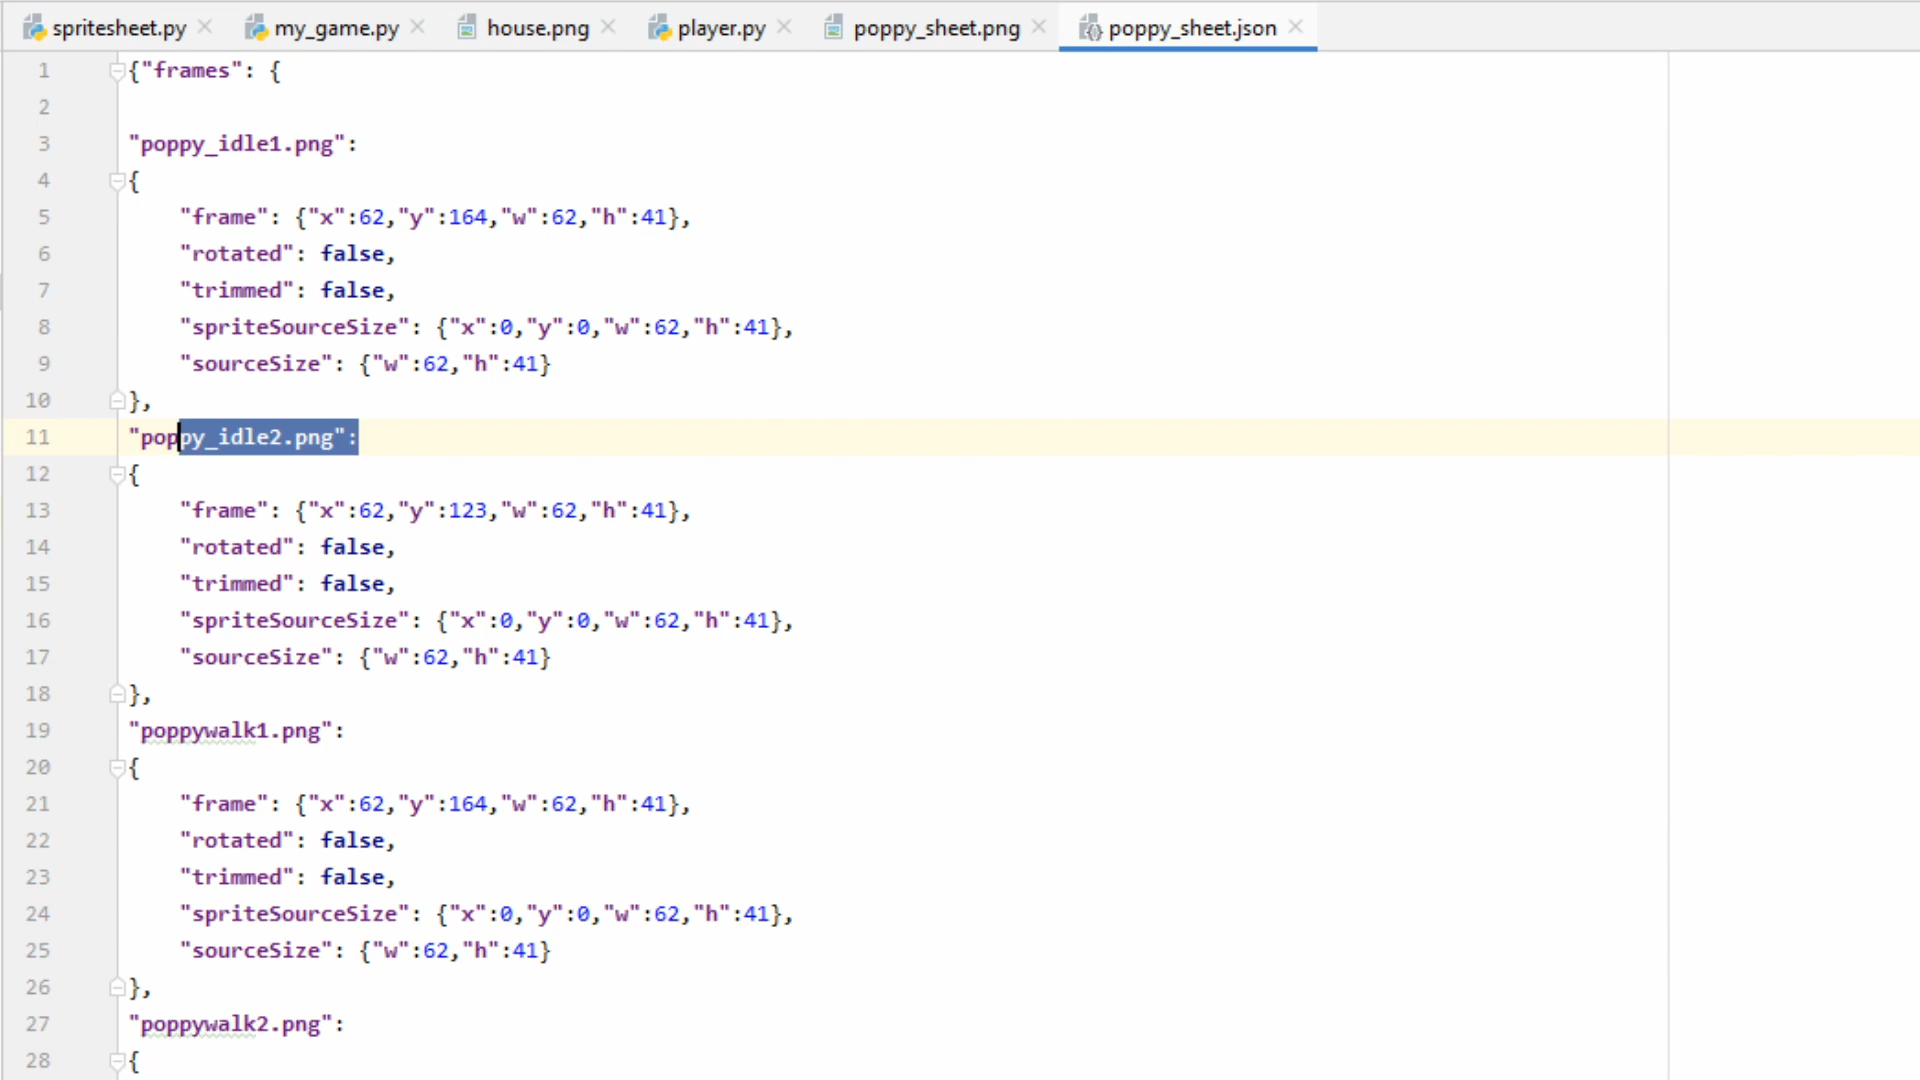 spritesheet.py my_game.py house.png player.py poppy_sheet.png poppy_sheet.json
1 {"frames": {
2
3 "poppy_idle1.png":
4 {
5 "frame": {"x":62,"y":164,"w":62,"h":41},
6 "rotated": false,
7 "trimmed": false,
8 "spriteSourceSize": {"x":0,"y":0,"w":62,"h":41},
9 "sourceSize": {"w":62,"h":41}
10 },
11 "poppy_idle2.png":
12 {
13 "frame": {"x":62,"y":123,"w":62,"h":41},
14 "rotated": false,
15 "trimmed": false,
16 "spriteSourceSize": {"x":0,"y":0,"w":62,"h":41},
17 "sourceSize": {"w":62,"h":41}
18 },
19 "poppywalk1.png":
20 {
21 "frame": {"x":62,"y":164,"w":62,"h":41},
22 "rotated": false,
23 "trimmed": false,
24 "spriteSourceSize": {"x":0,"y":0,"w":62,"h":41},
25 "sourceSize": {"w":62,"h":41}
26 },
27 "poppywalk2.png":
28 {